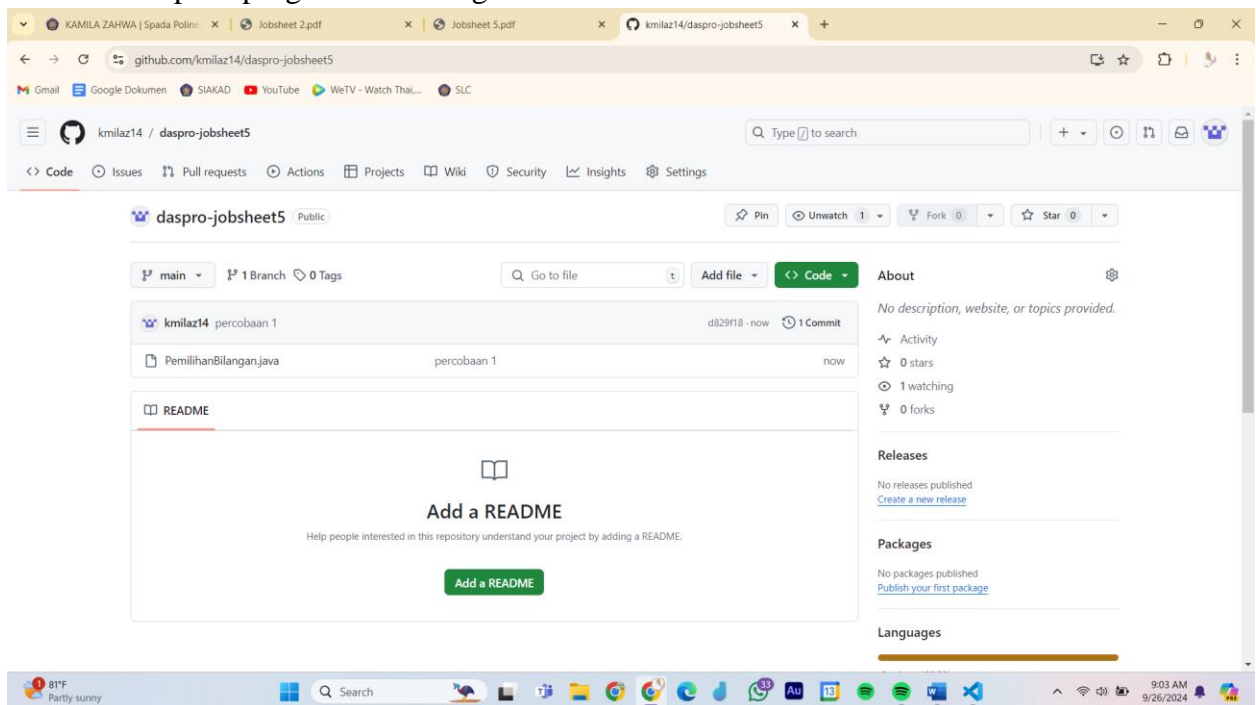 KAMILA ZAHWA | Spada Poline
Jobsheet 2.pdf
Jobsheet 5.pdf
kmilaz14/daspro-jobsheet5
github.com/kmilaz14/daspro-jobsheet5
Gmail
Google Dokumen
SIAKAD
YouTube
WeTV - Watch Thai,...
SLC
kmilaz14 / daspro-jobsheet5
Type / to search
<> Code
Issues
Pull requests
Actions
Projects
Wiki
Security
Insights
Settings
daspro-jobsheet5 Public
Pin
Unwatch 1
Fork 0
Star 0
main
1 Branch
0 Tags
Go to file t
Add file
<> Code
kmilaz14 percobaan 1
d829f18 · now
1 Commit
PemilihanBilangan.java
percobaan 1
now
README
Add a README
Help people interested in this repository understand your project by adding a README.
Add a README
About
No description, website, or topics provided.
Activity
0 stars
1 watching
0 forks
Releases
No releases published
Create a new release
Packages
No packages published
Publish your first package
Languages
1
81°F
Partly sunny
Search
33
Au
13
W
9:03 AM
9/26/2024
PRE